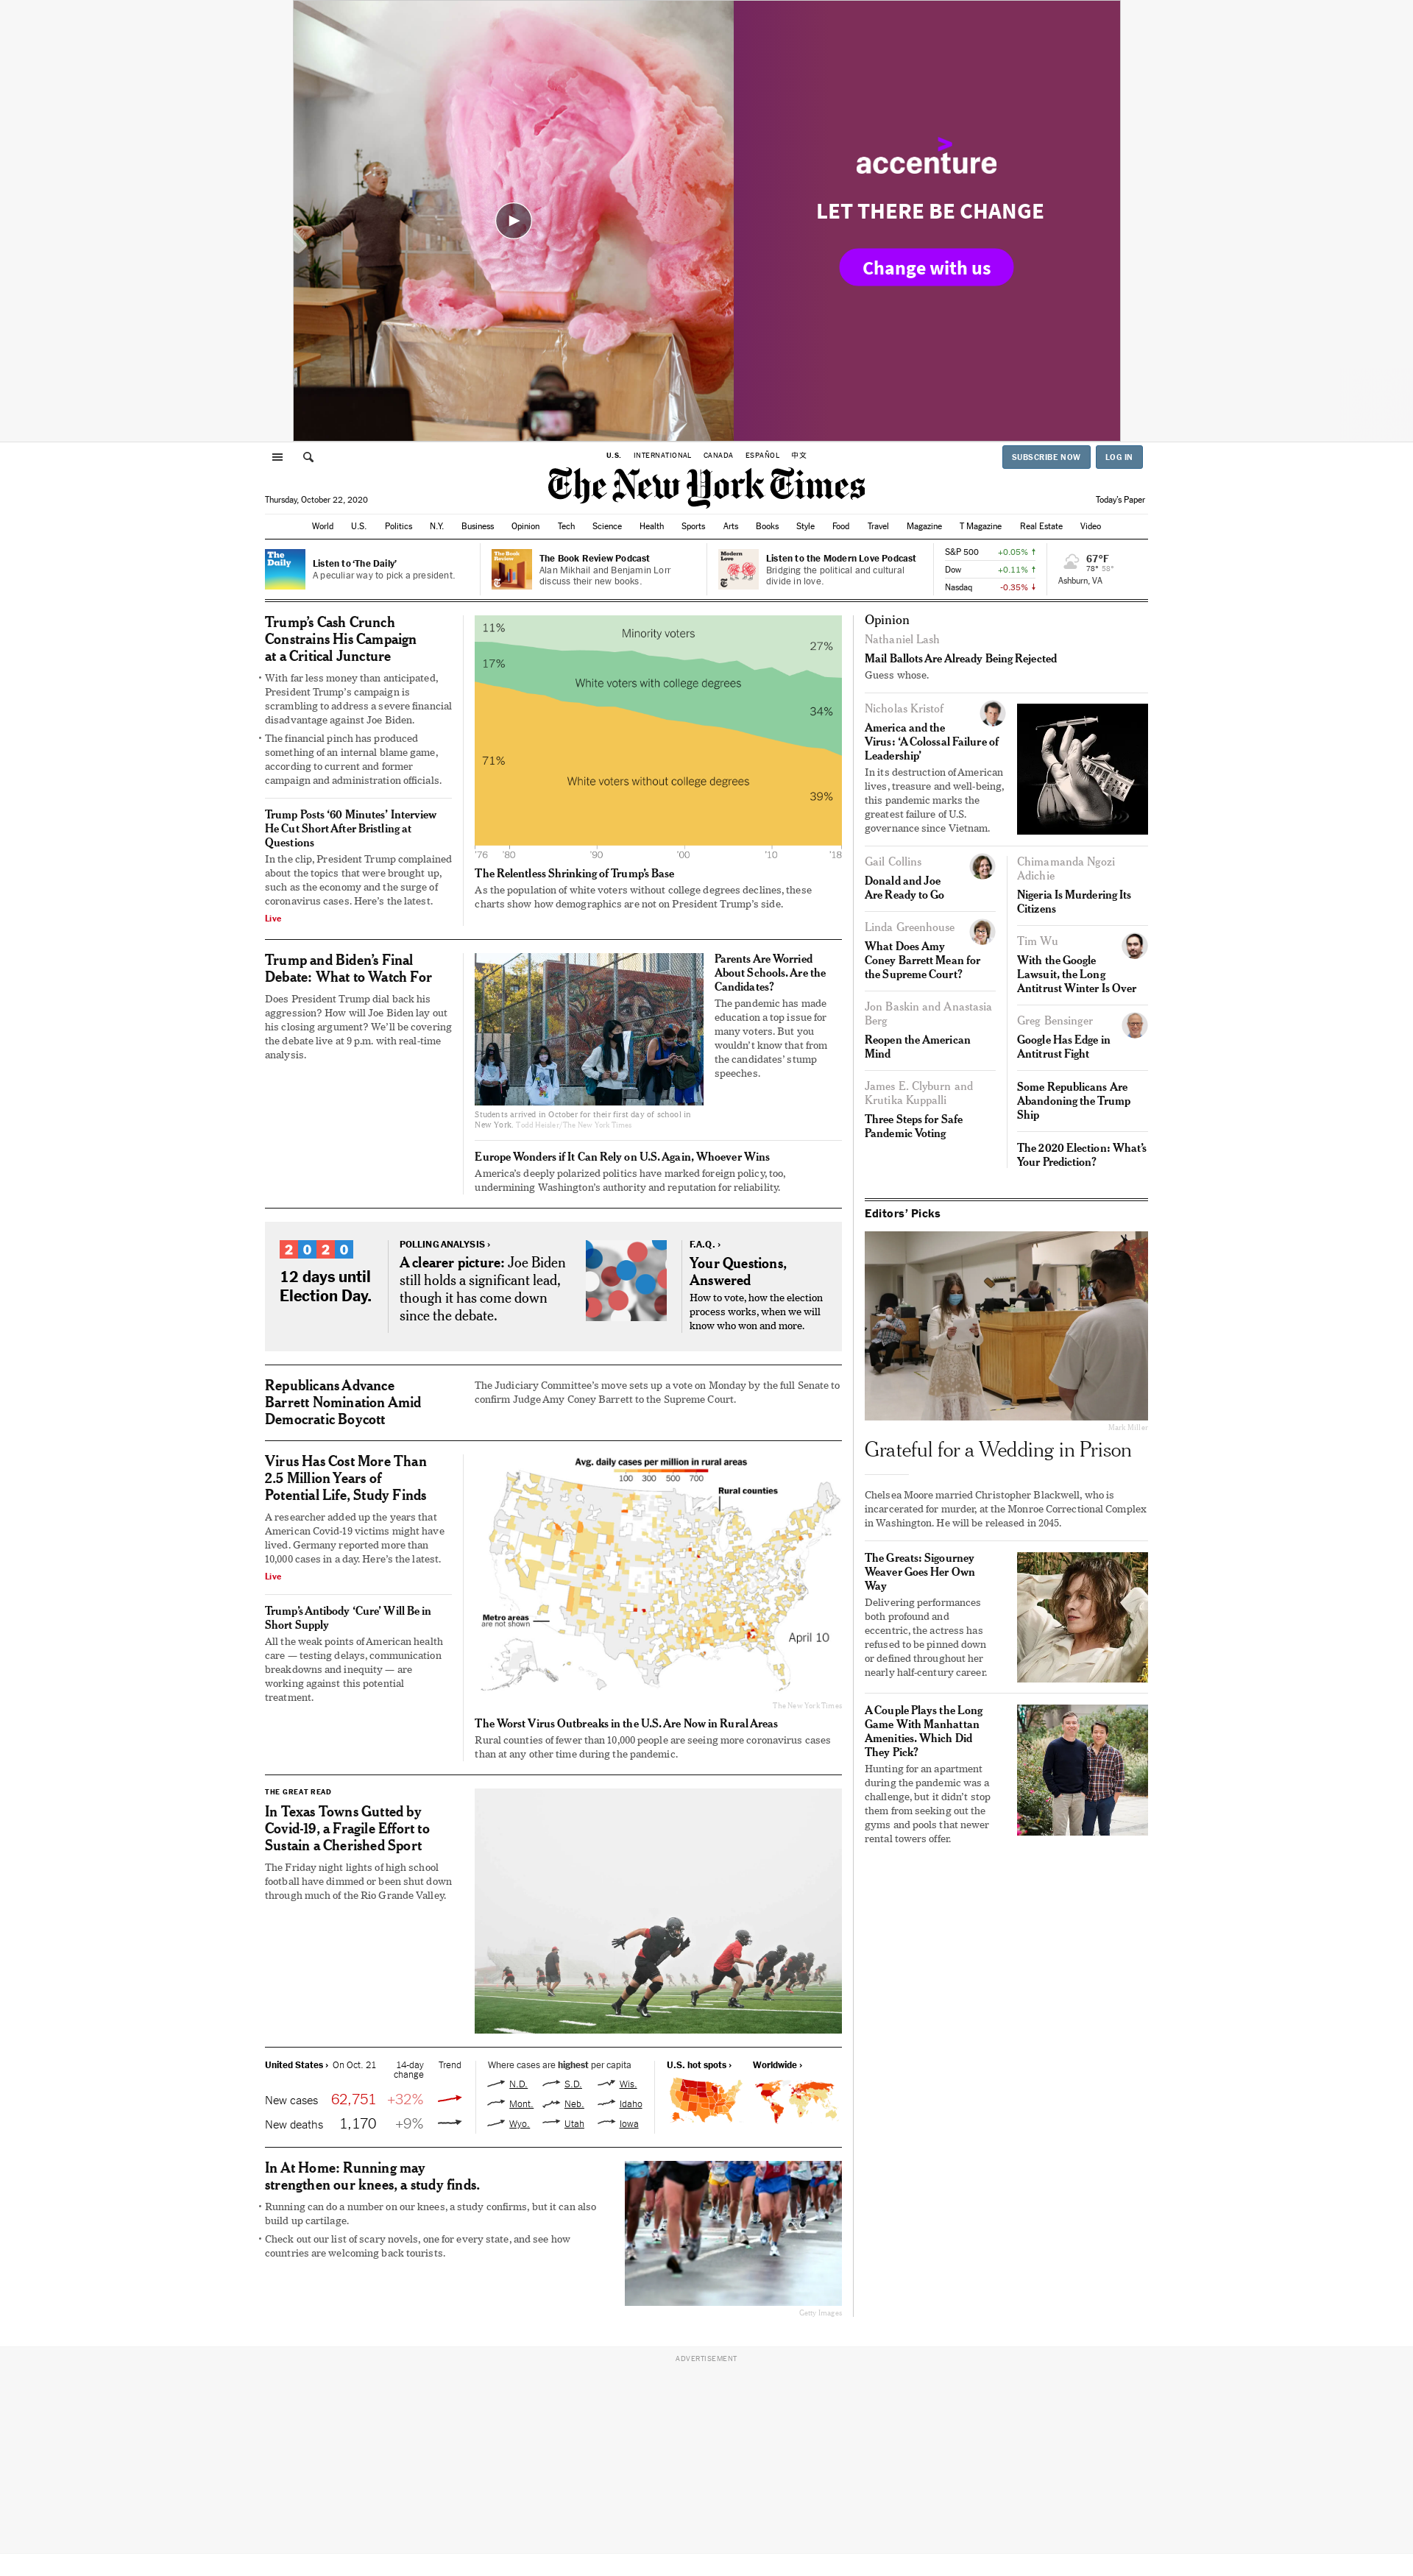 accenture
LET THERE BE CHANGE
Change with us
U.S. INTERNATIONAL CANADA ESPAÑOL 中文
SUBSCRIBE NOW LOG IN
The New York Times
Thursday, October 22, 2020
Today's Paper
World U.S. Politics N.Y. Business Opinion Tech Science Health Sports Arts Books Style Food Travel Magazine T Magazine Real Estate Video
The Daily
Listen to 'The Daily'
A peculiar way to pick a president.
The Book Review
The Book Review Podcast
Alan Mikhail and Benjamin Lorr
discuss their new books.
Modern Love
Listen to the Modern Love Podcast
Bridging the political and cultural
divide in love.
S&P 500 +0.05% ↑
Dow +0.11% ↑
Nasdaq -0.35% ↓
67°F
78° 58°
Ashburn, VA
Trump's Cash Crunch
Constrains His Campaign
at a Critical Juncture
• With far less money than anticipated,
President Trump's campaign is
scrambling to address a severe financial
disadvantage against Joe Biden.
• The financial pinch has produced
something of an internal blame game,
according to current and former
campaign and administration officials.
Trump Posts '60 Minutes' Interview
He Cut Short After Bristling at
Questions
In the clip, President Trump complained
about the topics that were brought up,
such as the economy and the surge of
coronavirus cases. Here's the latest.
Live
11%
Minority voters
27%
17%
White voters with college degrees
34%
71%
White voters without college degrees
39%
'76 '80 '90 '00 '10 '18
The Relentless Shrinking of Trump's Base
As the population of white voters without college degrees declines, these
charts show how demographics are not on President Trump's side.
Trump and Biden's Final
Debate: What to Watch For
Does President Trump dial back his
aggression? How will Joe Biden lay out
his closing argument? We'll be covering
the debate live at 9 p.m. with real-time
analysis.
Students arrived in October for their first day of school in
New York. Todd Heisler/The New York Times
Parents Are Worried
About Schools. Are the
Candidates?
The pandemic has made
education a top issue for
many voters. But you
wouldn't know that from
the candidates' stump
speeches.
Europe Wonders if It Can Rely on U.S. Again, Whoever Wins
America's deeply polarized politics have marked foreign policy, too,
undermining Washington's authority and reputation for reliability.
2020
12 days until
Election Day.
POLLING ANALYSIS ›
A clearer picture: Joe Biden
still holds a significant lead,
though it has come down
since the debate.
F.A.Q. ›
Your Questions,
Answered
How to vote, how the election
process works, when we will
know who won and more.
Republicans Advance
Barrett Nomination Amid
Democratic Boycott
The Judiciary Committee's move sets up a vote on Monday by the full Senate to
confirm Judge Amy Coney Barrett to the Supreme Court.
Virus Has Cost More Than
2.5 Million Years of
Potential Life, Study Finds
A researcher added up the years that
American Covid-19 victims might have
lived. Germany reported more than
10,000 cases in a day. Here's the latest.
Live
Trump's Antibody 'Cure' Will Be in
Short Supply
All the weak points of American health
care — testing delays, communication
breakdowns and inequity — are
working against this potential
treatment.
Avg. daily cases per million in rural areas
100 300 500 700
Rural counties
Metro areas
are not shown
April 10
The New York Times
The Worst Virus Outbreaks in the U.S. Are Now in Rural Areas
Rural counties of fewer than 10,000 people are seeing more coronavirus cases
than at any other time during the pandemic.
THE GREAT READ
In Texas Towns Gutted by
Covid-19, a Fragile Effort to
Sustain a Cherished Sport
The Friday night lights of high school
football have dimmed or been shut down
through much of the Rio Grande Valley.
United States › On Oct. 21 14-day Trend
change
New cases 62,751 +32%
New deaths 1,170 +9%
Where cases are highest per capita
N.D. S.D. Wis.
Mont. Neb. Idaho
Wyo. Utah Iowa
U.S. hot spots › Worldwide ›
In At Home: Running may
strengthen our knees, a study finds.
• Running can do a number on our knees, a study confirms, but it can also
build up cartilage.
• Check out our list of scary novels, one for every state, and see how
countries are welcoming back tourists.
Getty Images
Opinion
Nathaniel Lash
Mail Ballots Are Already Being Rejected
Guess whose.
Nicholas Kristof
America and the
Virus: 'A Colossal Failure of
Leadership'
In its destruction of American
lives, treasure and well-being,
this pandemic marks the
greatest failure of U.S.
governance since Vietnam.
Gail Collins
Donald and Joe
Are Ready to Go
Linda Greenhouse
What Does Amy
Coney Barrett Mean for
the Supreme Court?
Jon Baskin and Anastasia
Berg
Reopen the American
Mind
James E. Clyburn and
Krutika Kuppalli
Three Steps for Safe
Pandemic Voting
Chimamanda Ngozi
Adichie
Nigeria Is Murdering Its
Citizens
Tim Wu
With the Google
Lawsuit, the Long
Antitrust Winter Is Over
Greg Bensinger
Google Has Edge in
Antitrust Fight
Some Republicans Are
Abandoning the Trump
Ship
The 2020 Election: What's
Your Prediction?
Editors' Picks
Mark Miller
Grateful for a Wedding in Prison
Chelsea Moore married Christopher Blackwell, who is
incarcerated for murder, at the Monroe Correctional Complex
in Washington. He will be released in 2045.
The Greats: Sigourney
Weaver Goes Her Own
Way
Delivering performances
both profound and
eccentric, the actress has
refused to be pinned down
or defined throughout her
nearly half-century career.
A Couple Plays the Long
Game With Manhattan
Amenities. Which Did
They Pick?
Hunting for an apartment
during the pandemic was a
challenge, but it didn't stop
them from seeking out the
gyms and pools that newer
rental towers offer.
ADVERTISEMENT